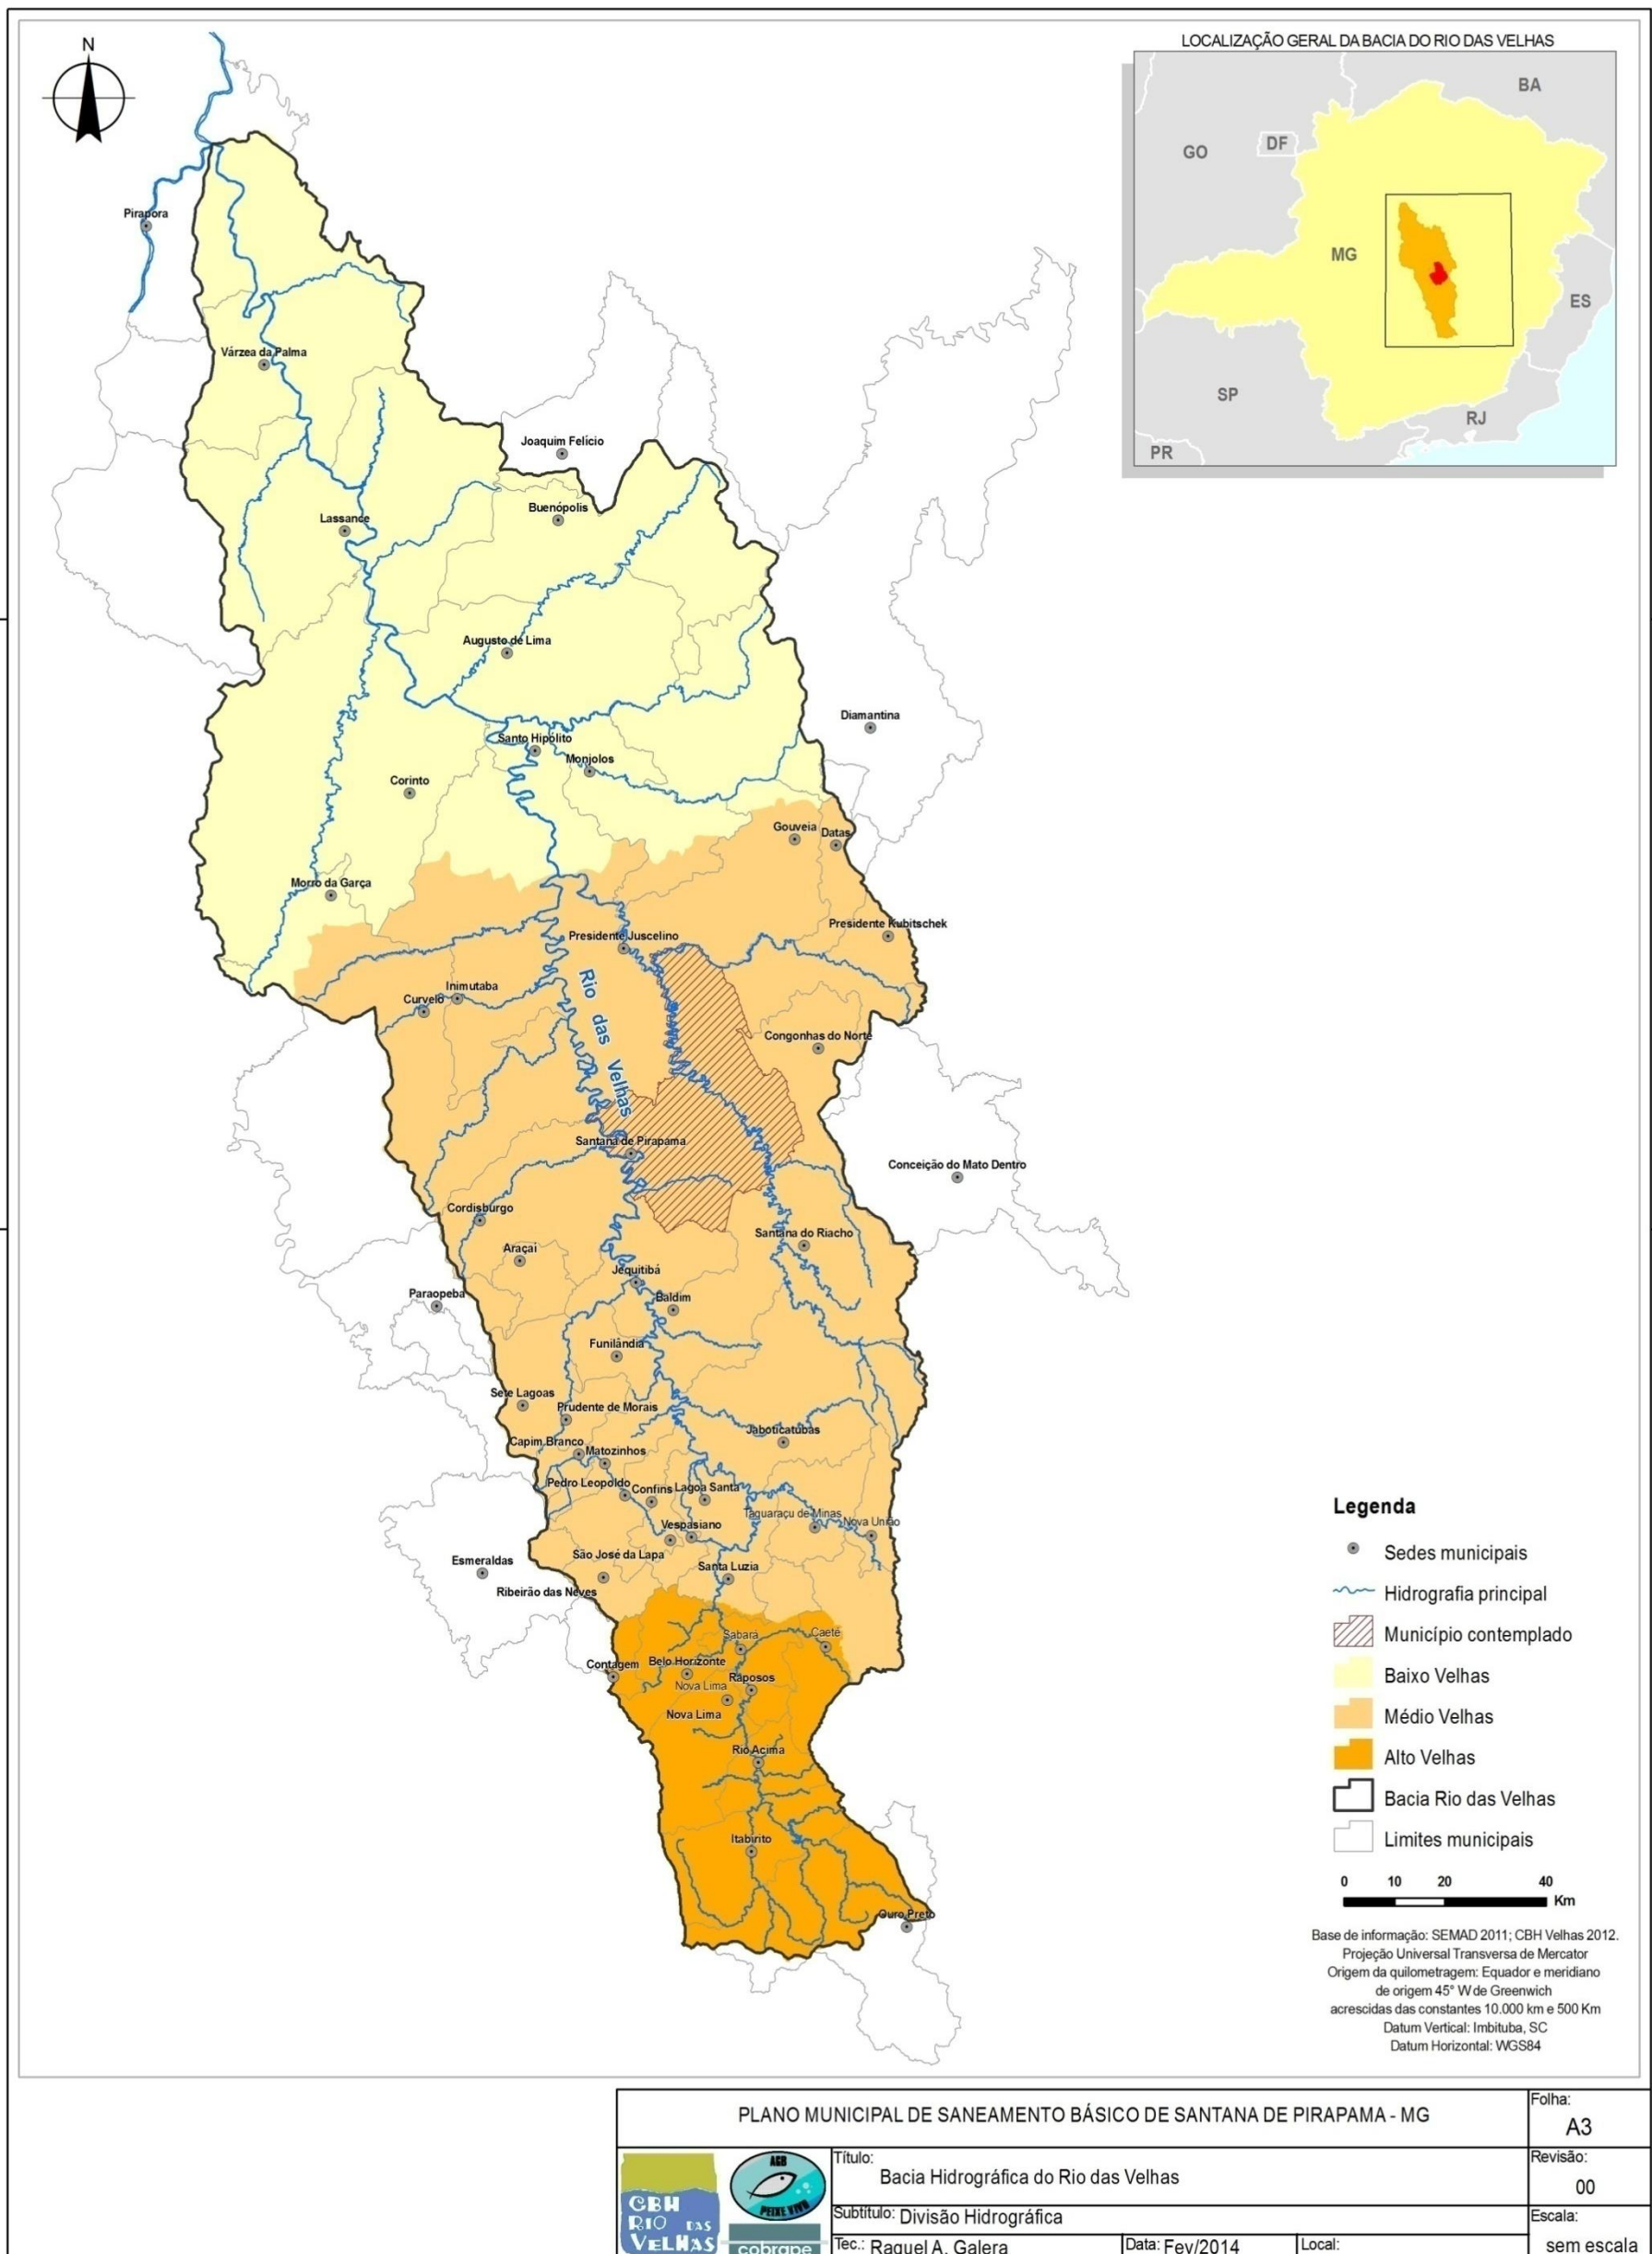 N
LOCALIZAÇÃO GERAL DA BACIA DO RIO DAS VELHAS
BA
GO
DF
MG
ES
SP
RJ
PR
Pirapora
Várzea da Palma
Joaquim Felício
Buenópolis
Lassance
Augusto de Lima
Diamantina
Santo Hipólito
Monjolos
Corinto
Gouveia
Datas
Morro da Garça
Presidente Kubitschek
Presidente Juscelino
Rio das Velhas
Inimutaba
Curvelo
Congonhas do Norte
Santana de Pirapama
Conceição do Mato Dentro
Cordisburgo
Santana do Riacho
Araçaí
Jequitibá
Paraopeba
Baldim
Funilândia
Sete Lagoas
Prudente de Morais
Jaboticatubas
Capim Branco
Matozinhos
Pedro Leopoldo
Confins
Lagoa Santa
Taquaraçu de Minas
Nova União
Vespasiano
São José da Lapa
Esmeraldas
Santa Luzia
Ribeirão das Neves
Sabará
Caeté
Contagem
Belo Horizonte
Raposos
Nova Lima
Nova Lima
Rio Acima
Itabirito
Ouro Preto
Legenda
Sedes municipais
Hidrografia principal
Município contemplado
Baixo Velhas
Médio Velhas
Alto Velhas
Bacia Rio das Velhas
Limites municipais
0 10 20 40
Km
Base de informação: SEMAD 2011; CBH Velhas 2012.
Projeção Universal Transversa de Mercator
Origem da quilometragem: Equador e meridiano
de origem 45° W de Greenwich
acrescidas das constantes 10.000 km e 500 Km
Datum Vertical: Imbituba, SC
Datum Horizontal: WGS84
PLANO MUNICIPAL DE SANEAMENTO BÁSICO DE SANTANA DE PIRAPAMA - MG
Folha:
A3
CBH
RIO DAS
VELHAS
AGB
PEIXE VIVO
cobrape
Título:
Bacia Hidrográfica do Rio das Velhas
Revisão:
00
Subtítulo: Divisão Hidrográfica
Escala:
sem escala
Tec.: Raquel A. Galera
Data: Fev/2014
Local: